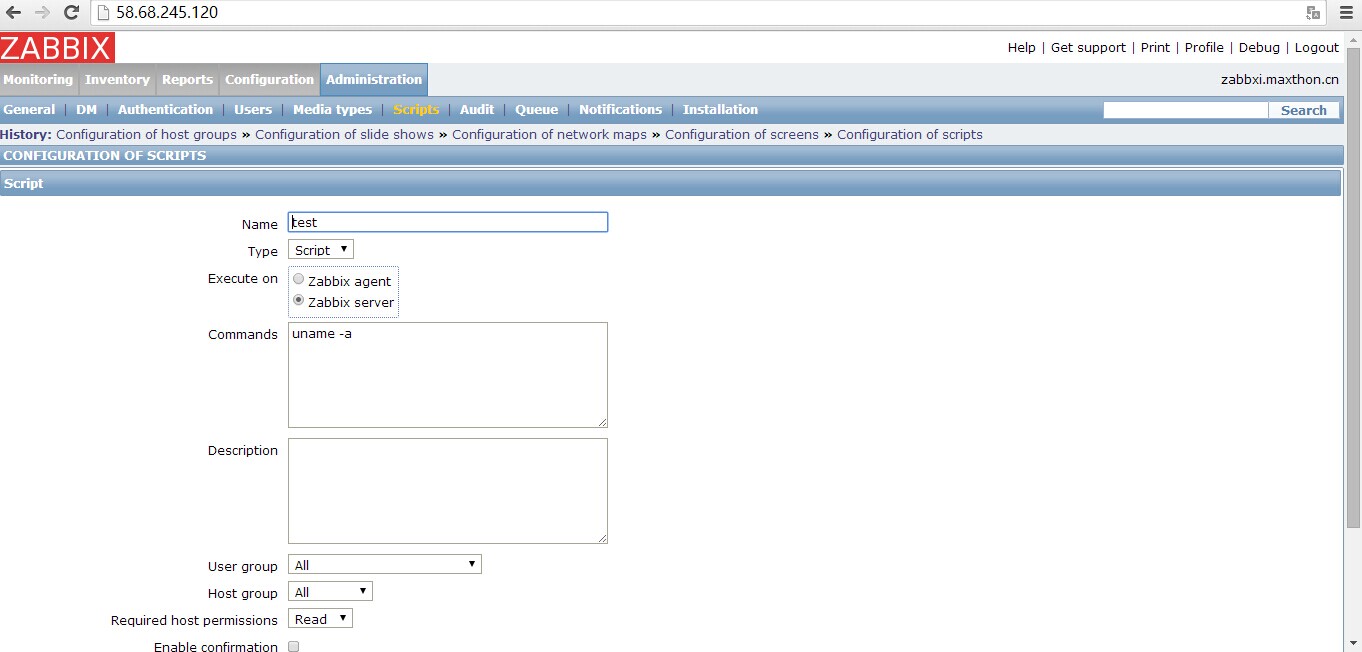 58.68.245.120
ZABBIX
Help | Get support | Print | Profile | Debug | Logout
Monitoring Inventory Reports Configuration Administration
zabbxi.maxthon.cn
General | DM | Authentication | Users | Media types | Scripts | Audit | Queue | Notifications | Installation
Search
History: Configuration of host groups » Configuration of slide shows » Configuration of network maps » Configuration of screens » Configuration of scripts
CONFIGURATION OF SCRIPTS
Script
Name test
Type Script
Execute on Zabbix agent
Zabbix server
Commands uname -a
Description
User group All
Host group All
Required host permissions Read
Enable confirmation